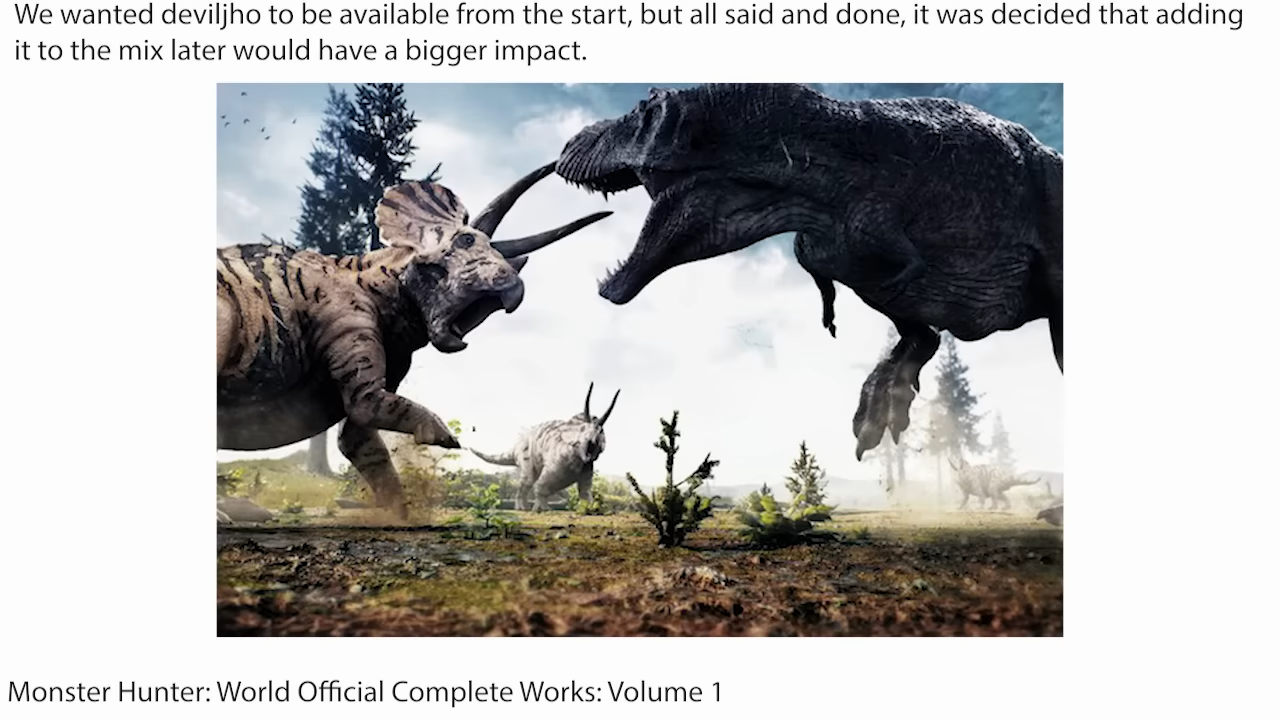 We wanted deviljho to be available from the start, but all said and done, it was decided that adding
it to the mix later would have a bigger impact.
Monster Hunter: World Official Complete Works: Volume 1